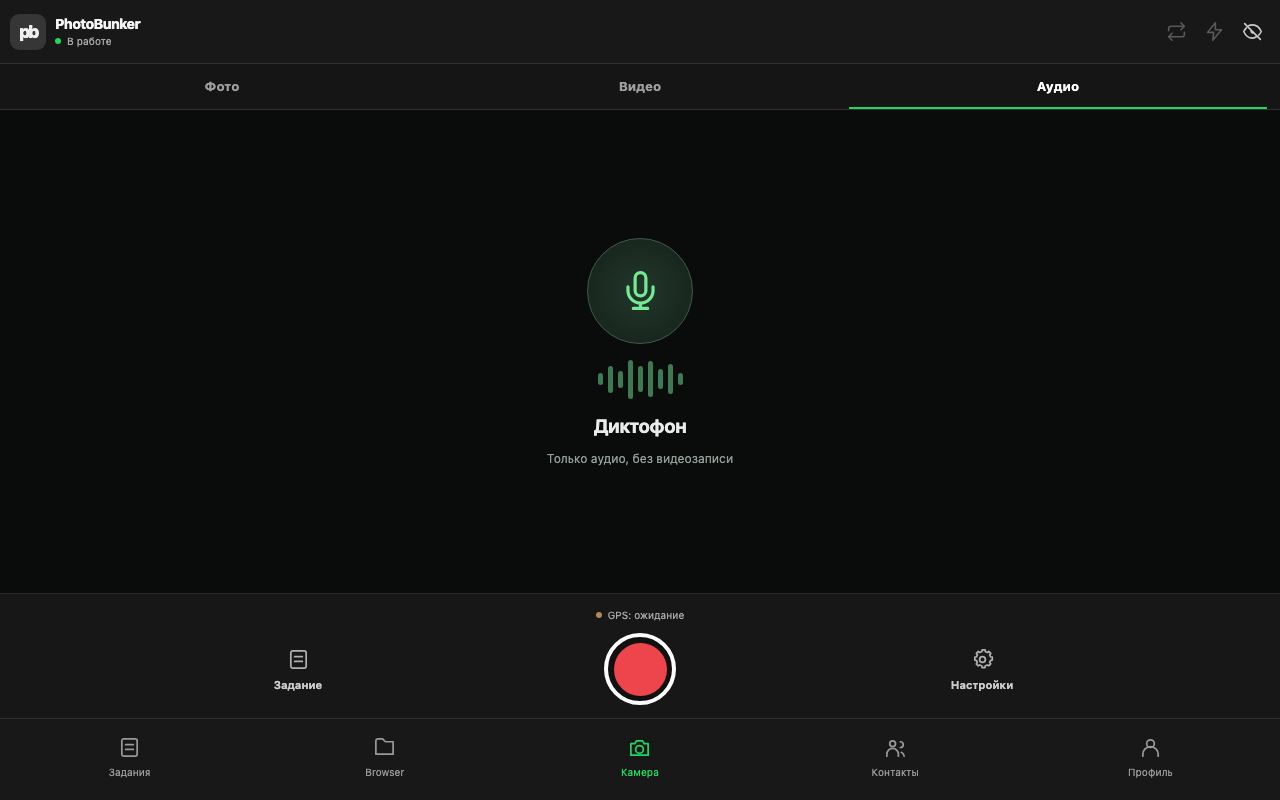 pb
PhotoBunker
В работе
Фото
Видео
Аудио
Диктофон
Только аудио, без видеозаписи
GPS: ожидание
Задание
Настройки
Задания
Browser
Камера
Контакты
Профиль